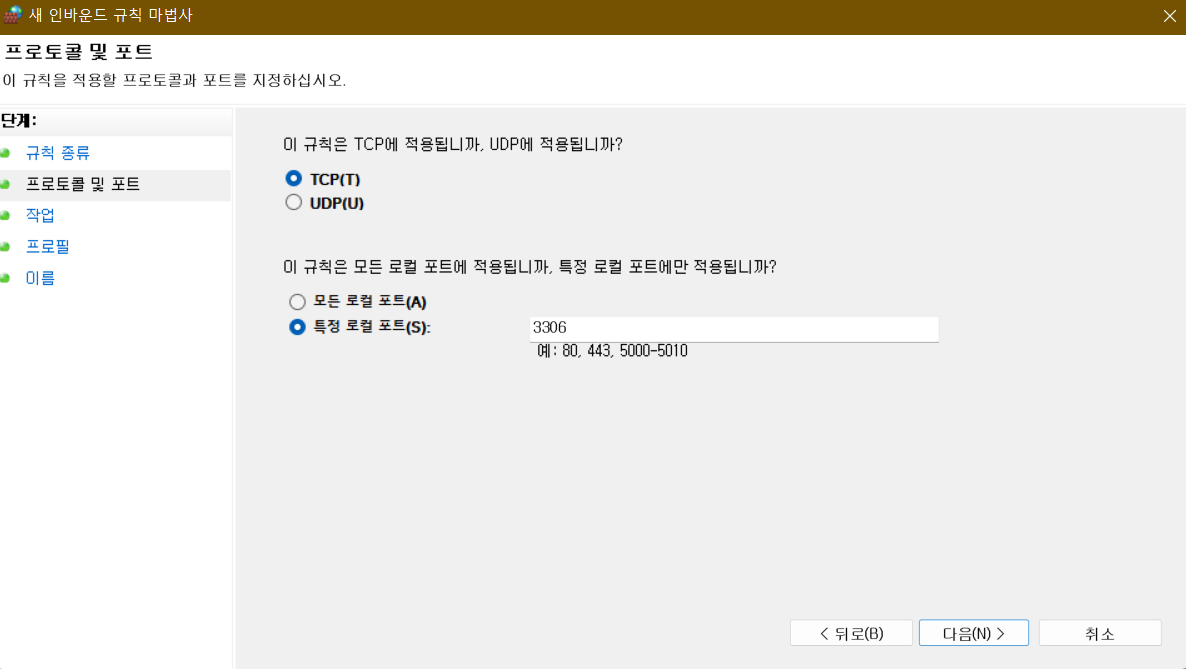 새 인바운드 규칙 마법사
프로토콜 및 포트
이 규칙을 적용할 프로토콜과 포트를 지정하십시오.
단계:
규칙 종류
프로토콜 및 포트
작업
프로필
이름
이 규칙은 TCP에 적용됩니까, UDP에 적용됩니까?
TCP(T)
UDP(U)
이 규칙은 모든 로컬 포트에 적용됩니까, 특정 로컬 포트에만 적용됩니까?
모든 로컬 포트(A)
특정 로컬 포트(S): 3306
예: 80, 443, 5000-5010
< 뒤로(B) 다음(N) > 취소